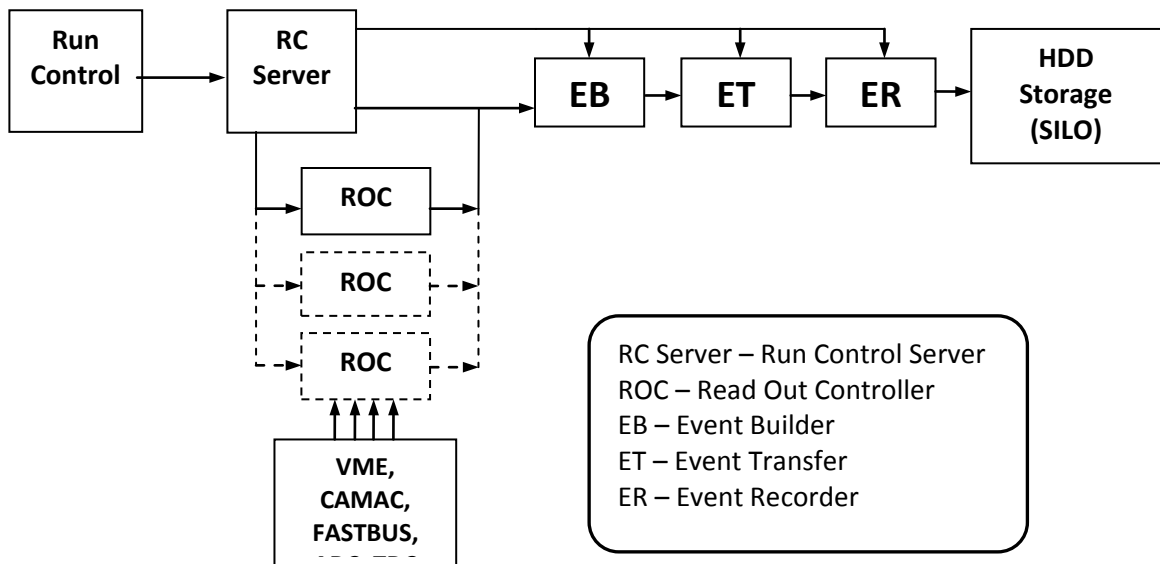 Run
Control
RC
Server
EB
ET
ER
HDD
Storage
(SILO)
ROC
ROC
ROC
VME,
CAMAC,
FASTBUS,
RC Server – Run Control Server
ROC – Read Out Controller
EB – Event Builder
ET – Event Transfer
ER – Event Recorder